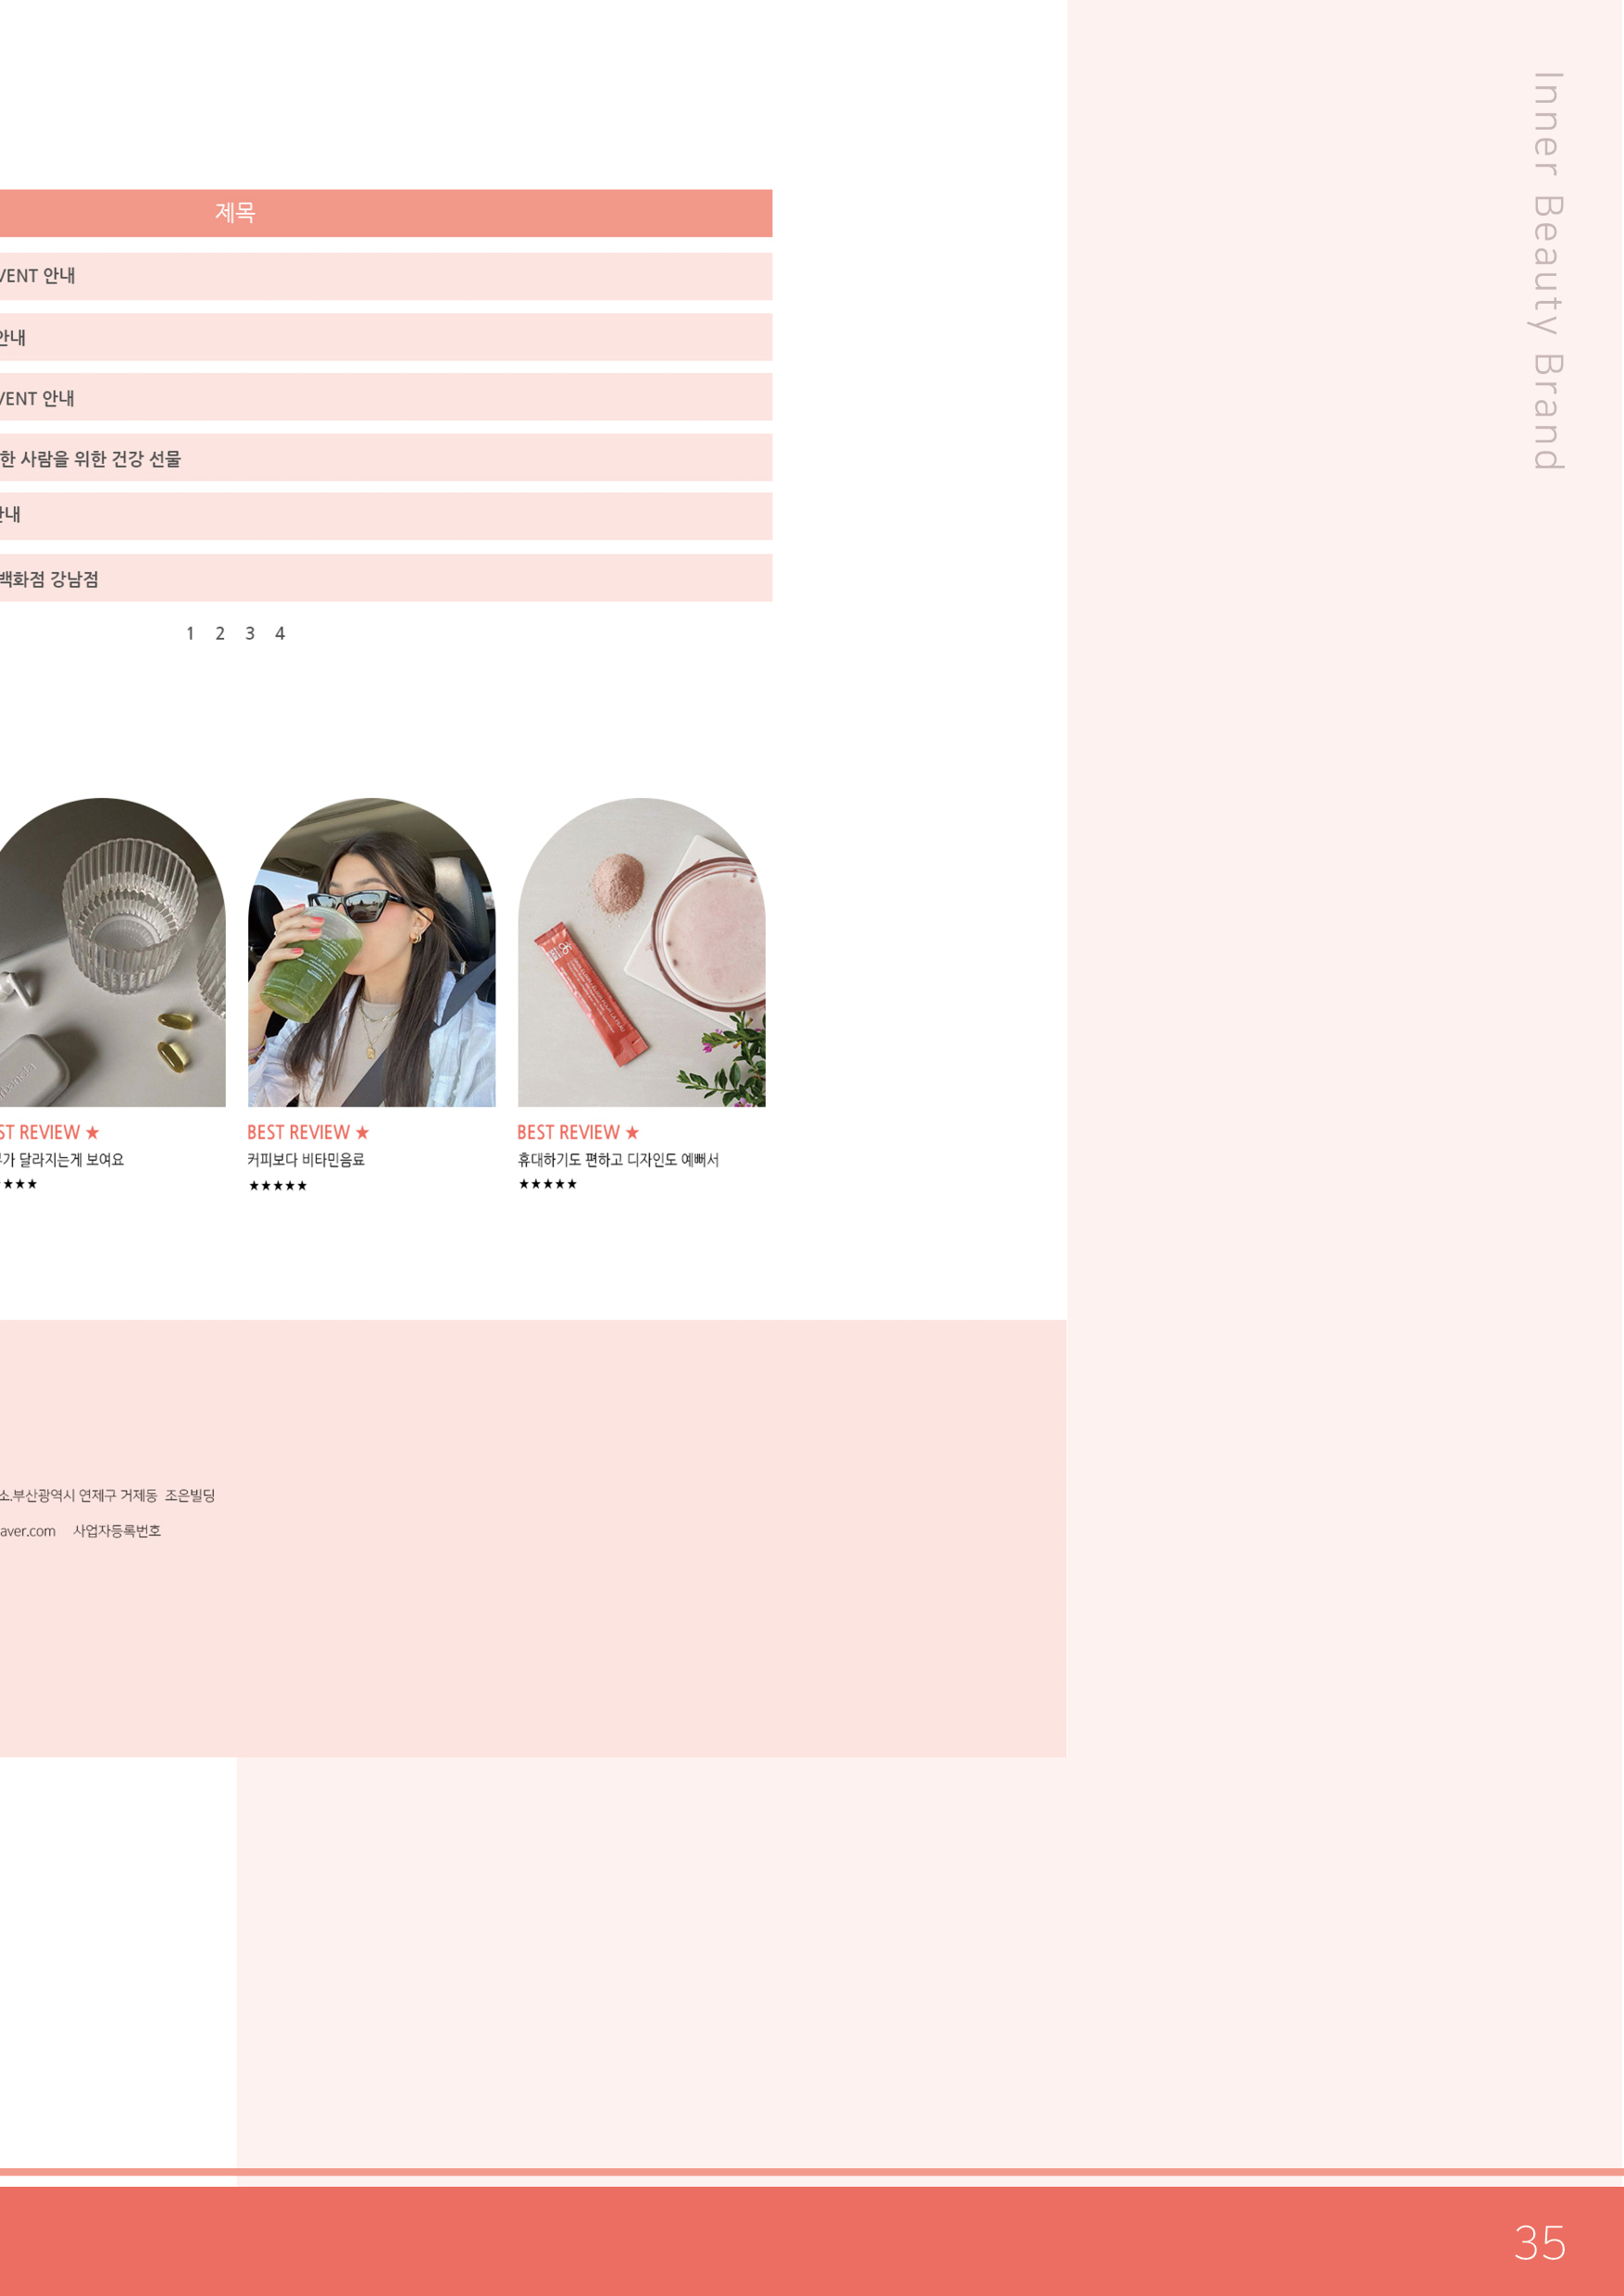 Inner Beauty Brand
제목
VENT 안내
안내
VENT 안내
한 사람을 위한 건강 선물
안내
백화점 강남점
1 2 3 4
ST REVIEW ★
가 달라지는게 보여요
★★★
BEST REVIEW ★
커피보다 비타민음료
★★★★★
BEST REVIEW ★
휴대하기도 편하고 디자인도 예뻐서
★★★★★
소.부산광역시 연제구 거제동 조은빌딩
aver.com 사업자등록번호
35